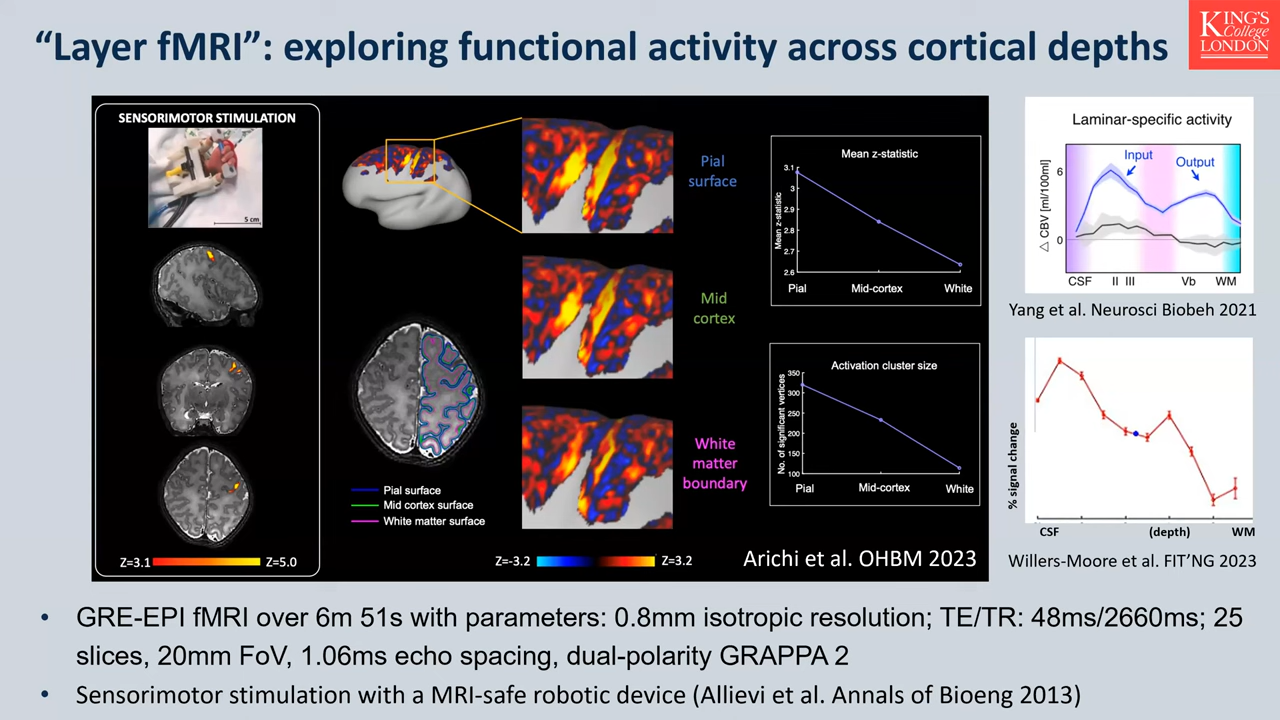 “Layer fMRI”: exploring functional activity across cortical depths
KING'S
College
LONDON
SENSORIMOTOR STIMULATION
5 cm
Z=3.1
Z=5.0
Pial surface
Mid cortex surface
White matter surface
Pial
surface
Mid
cortex
White
matter
boundary
Z=-3.2
Z=3.2
Mean z-statistic
Mean z-statistic
3.1
3
2.9
2.8
2.7
2.6
Pial
Mid-cortex
White
Activation cluster size
No. of significant vertices
350
300
250
200
150
100
Pial
Mid-cortex
White
Arichi et al. OHBM 2023
Laminar-specific activity
Input
Output
△ CBV [ml/100ml]
6
0
CSF
II
III
Vb
WM
Yang et al. Neurosci Biobeh 2021
% signal change
CSF
(depth)
WM
Willers-Moore et al. FIT’NG 2023
• GRE-EPI fMRI over 6m 51s with parameters: 0.8mm isotropic resolution; TE/TR: 48ms/2660ms; 25
slices, 20mm FoV, 1.06ms echo spacing, dual-polarity GRAPPA 2
• Sensorimotor stimulation with a MRI-safe robotic device (Allievi et al. Annals of Bioeng 2013)